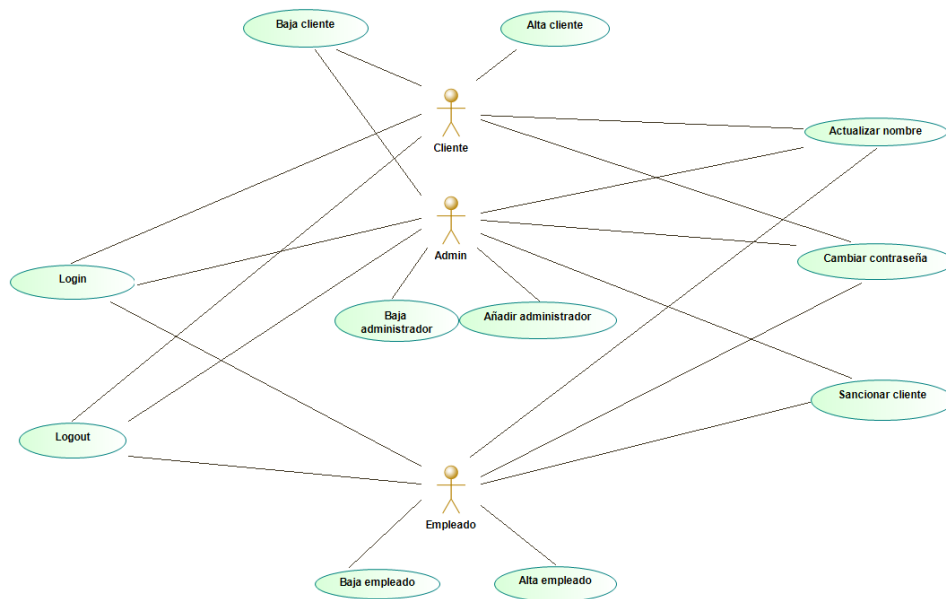 Baja cliente
Alta cliente
Cliente
Actualizar nombre
Admin
Cambiar contraseña
Login
Baja
administrador
Añadir administrador
Sancionar cliente
Logout
Empleado
Baja empleado
Alta empleado